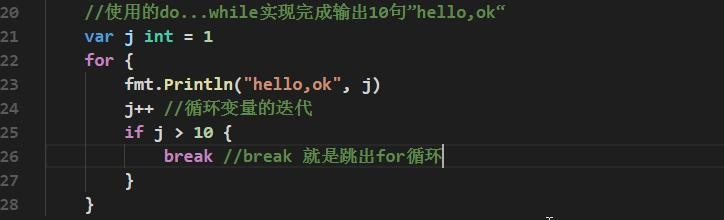 20 //使用的do...while实现完成输出10句”hello,ok“
21 var j int = 1
22 for {
23 fmt.Println("hello,ok", j)
24 j++ //循环变量的迭代
25 if j > 10 {
26 break //break 就是跳出for循环
27 }
28 }